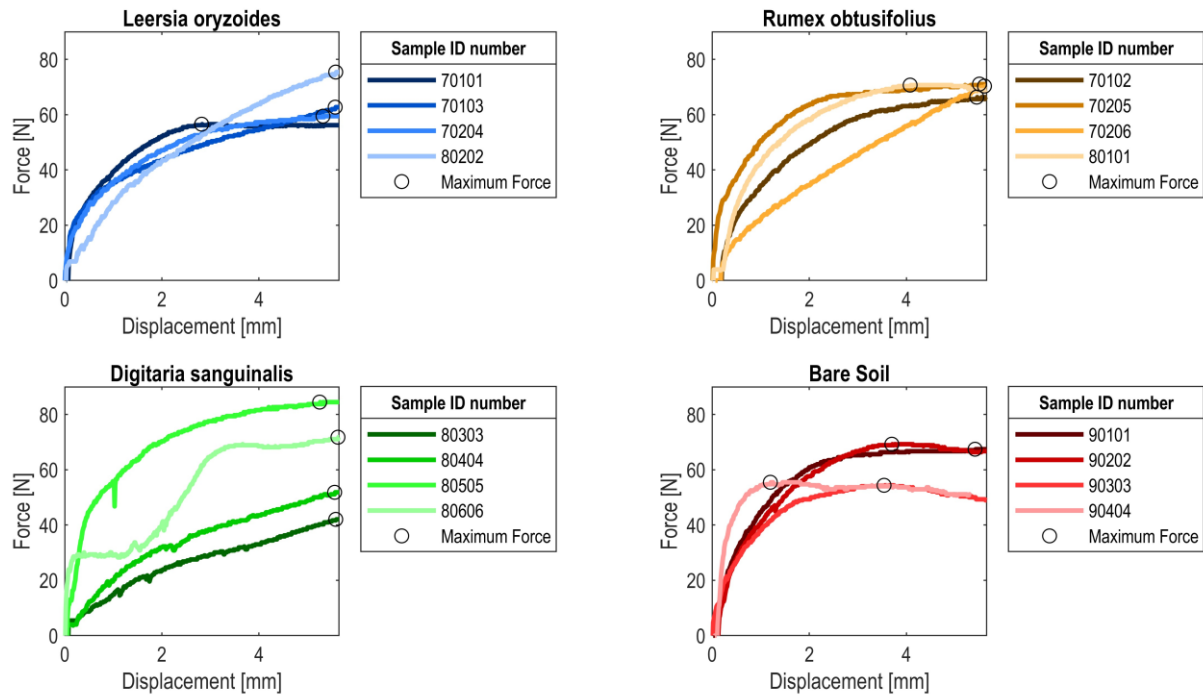 Leersia oryzoides
Force [N]
80
60
40
20
0
0 2 4
Displacement [mm]
Sample ID number
70101
70103
70204
80202
Maximum Force
Rumex obtusifolius
Force [N]
80
60
40
20
0
0 2 4
Displacement [mm]
Sample ID number
70102
70205
70206
80101
Maximum Force
Digitaria sanguinalis
Force [N]
80
60
40
20
0
0 2 4
Displacement [mm]
Sample ID number
80303
80404
80505
80606
Maximum Force
Bare Soil
Force [N]
80
60
40
20
0
0 2 4
Displacement [mm]
Sample ID number
90101
90202
90303
90404
Maximum Force